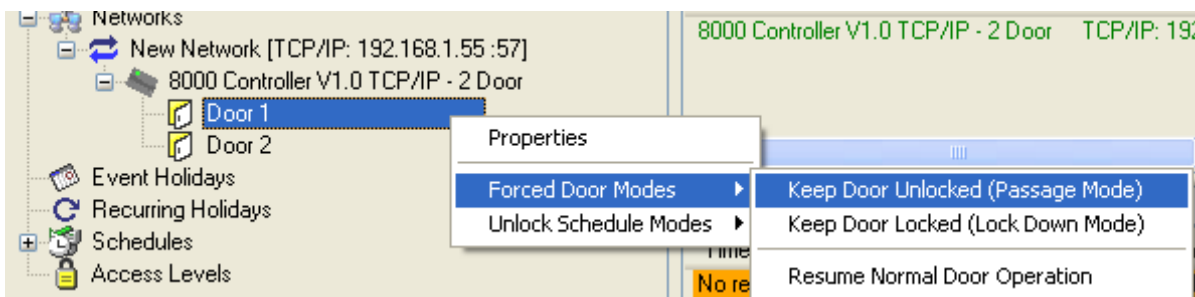 Networks
New Network [TCP/IP: 192.168.1.55 :57]
8000 Controller V1.0 TCP/IP - 2 Door
Door 1
Door 2
Event Holidays
Recurring Holidays
Schedules
Access Levels
8000 Controller V1.0 TCP/IP - 2 Door TCP/IP: 192
Properties
Forced Door Modes
Unlock Schedule Modes
Keep Door Unlocked (Passage Mode)
Keep Door Locked (Lock Down Mode)
Resume Normal Door Operation
Time
No re